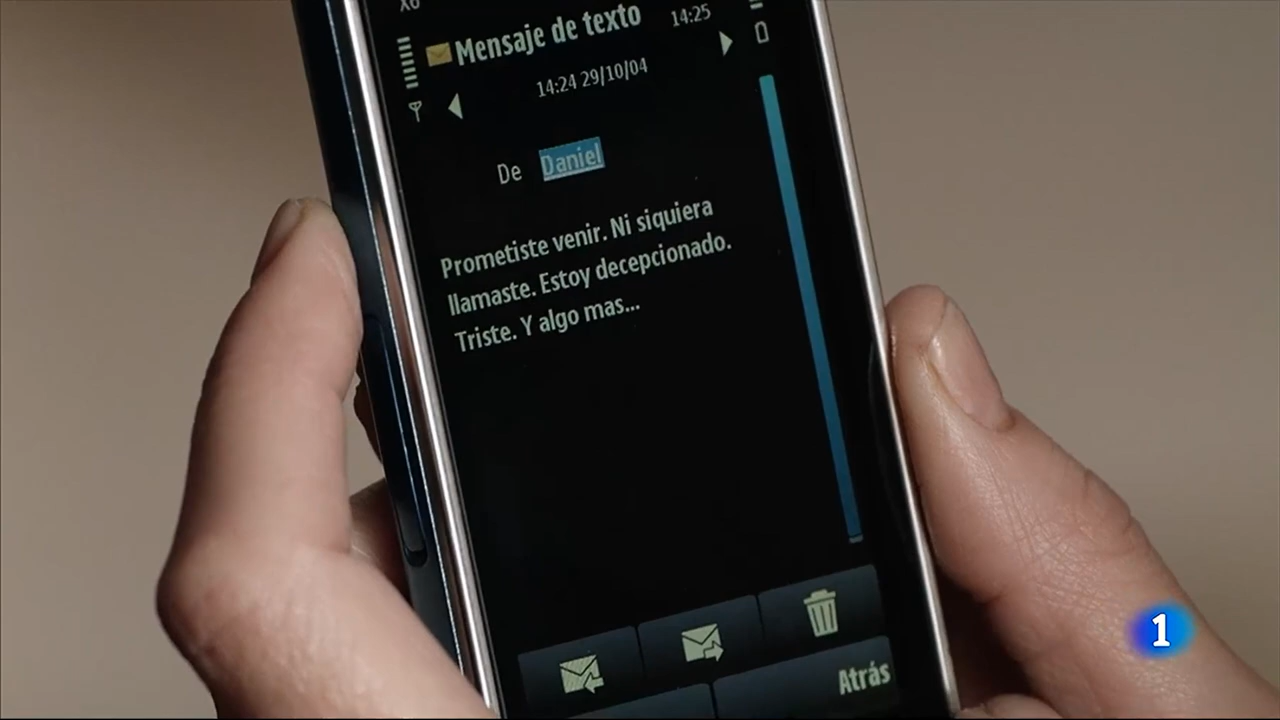 X6
Mensaje de texto
14:25
14:24 29/10/04
De Daniel
Prometiste venir. Ni siquiera
llamaste. Estoy decepcionado.
Triste. Y algo mas...
Atrás
1